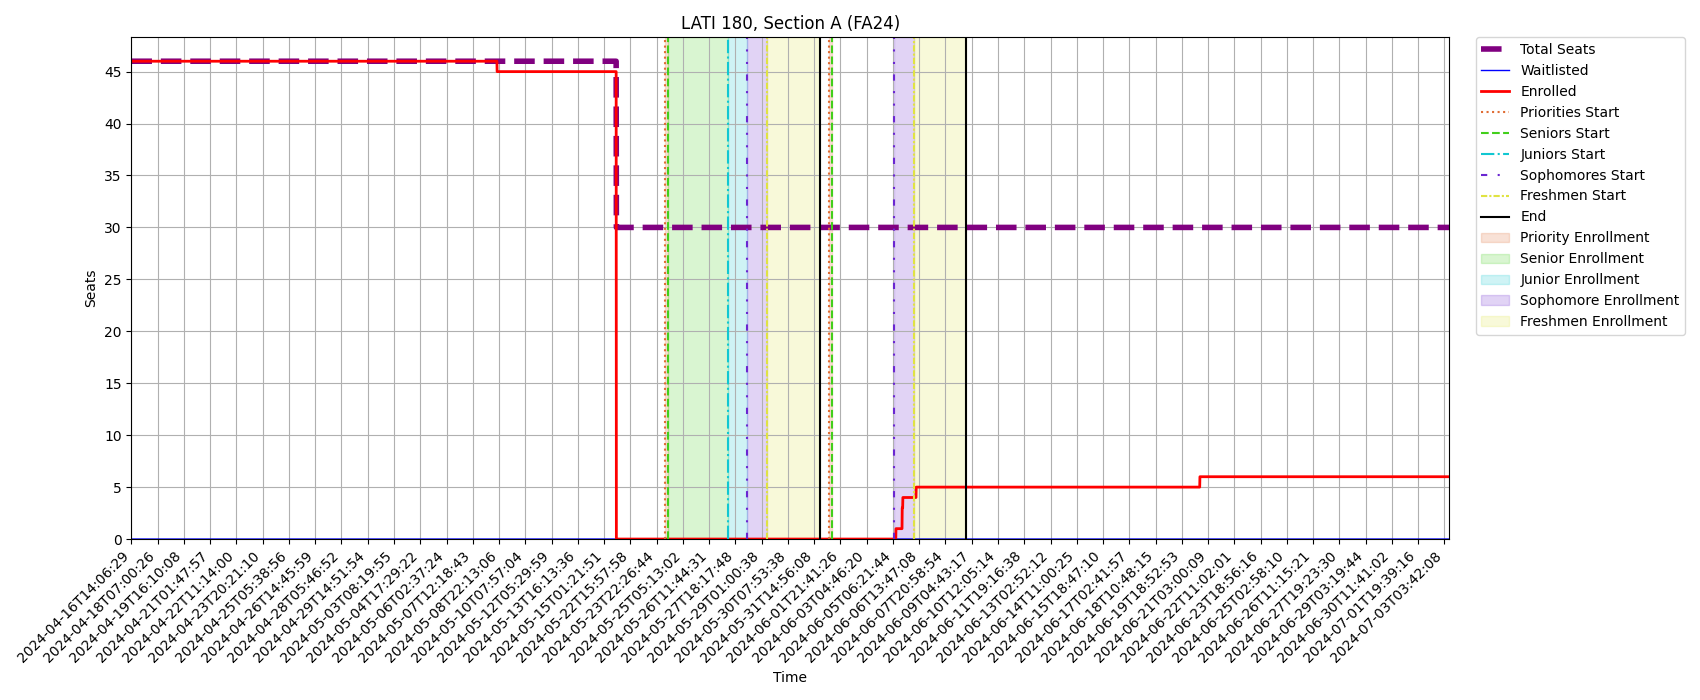 LATI 180, Section A (FA24)
Seats
45
40
35
30
25
20
15
10
5
0
2024-04-16T14:06:29
2024-04-18T07:00:26
2024-04-19T16:10:08
2024-04-21T01:47:57
2024-04-22T11:14:00
2024-04-23T20:21:10
2024-04-25T05:38:56
2024-04-26T14:45:59
2024-04-28T05:46:52
2024-04-29T14:51:54
2024-05-03T08:19:55
2024-05-04T17:29:22
2024-05-06T02:37:24
2024-05-07T12:18:43
2024-05-08T22:13:06
2024-05-10T07:57:04
2024-05-12T05:29:59
2024-05-13T16:13:36
2024-05-15T01:21:51
2024-05-22T15:57:58
2024-05-23T22:26:44
2024-05-25T05:13:02
2024-05-26T11:44:31
2024-05-27T18:17:48
2024-05-29T01:00:38
2024-05-30T07:53:38
2024-05-31T14:56:08
2024-06-01T21:41:26
2024-06-03T04:46:20
2024-06-05T06:21:44
2024-06-06T13:47:08
2024-06-07T20:58:54
2024-06-09T04:43:17
2024-06-10T12:05:14
2024-06-11T19:16:38
2024-06-13T02:52:12
2024-06-14T11:00:25
2024-06-15T18:47:10
2024-06-17T02:41:57
2024-06-18T10:48:15
2024-06-19T18:52:53
2024-06-21T03:00:09
2024-06-22T11:02:01
2024-06-23T18:56:16
2024-06-25T02:58:10
2024-06-26T11:15:21
2024-06-27T19:23:30
2024-06-29T03:19:44
2024-06-30T11:41:02
2024-07-01T19:39:16
2024-07-03T03:42:08
Time
Total Seats
Waitlisted
Enrolled
Priorities Start
Seniors Start
Juniors Start
Sophomores Start
Freshmen Start
End
Priority Enrollment
Senior Enrollment
Junior Enrollment
Sophomore Enrollment
Freshmen Enrollment